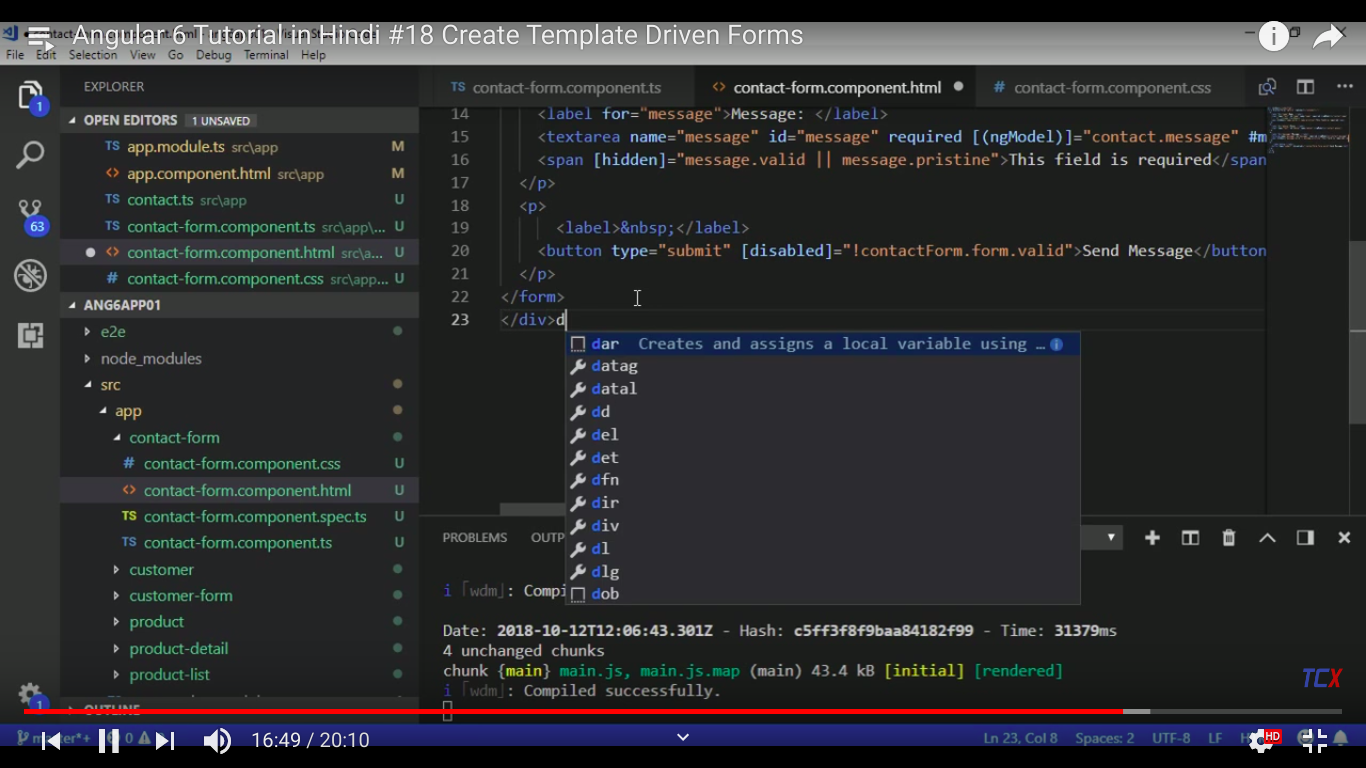 Angular 6 Tutorial in Hindi #18 Create Template Driven Forms
File Edit Selection View Go Debug Terminal Help
EXPLORER
OPEN EDITORS 1 UNSAVED
TS app.module.ts src\app M
<> app.component.html src\app M
TS contact.ts src\app U
TS contact-form.component.ts src\app\... U
<> contact-form.component.html src\a... U
# contact-form.component.css src\app... U
ANG6APP01
e2e
node_modules
src
app
contact-form
# contact-form.component.css U
<> contact-form.component.html U
TS contact-form.component.spec.ts U
TS contact-form.component.ts U
customer
customer-form
product
product-detail
product-list
OUTLINE
1
63
1
TS contact-form.component.ts <> contact-form.component.html # contact-form.component.css
14 <label for="message">Message: </label>
15 <textarea name="message" id="message" required [(ngModel)]="contact.message" #m
16 <span [hidden]="message.valid || message.pristine">This field is required</span
17 </p>
18 <p>
19 <label>&nbsp;</label>
20 <button type="submit" [disabled]="!contactForm.form.valid">Send Message</button
21 </p>
22 </form>
23 </div>d
dar Creates and assigns a local variable using …
datag
datal
dd
del
det
dfn
dir
div
dl
dlg
dob
PROBLEMS OUTP
i ｢wdm｣: Compi
Date: 2018-10-12T12:06:43.301Z - Hash: c5ff3f8f9baa84182f99 - Time: 31379ms
4 unchanged chunks
chunk {main} main.js, main.js.map (main) 43.4 kB [initial] [rendered]
i ｢wdm｣: Compiled successfully.
TCX
16:49 / 20:10
0
Ln 23, Col 8 Spaces: 2 UTF-8 LF
HD